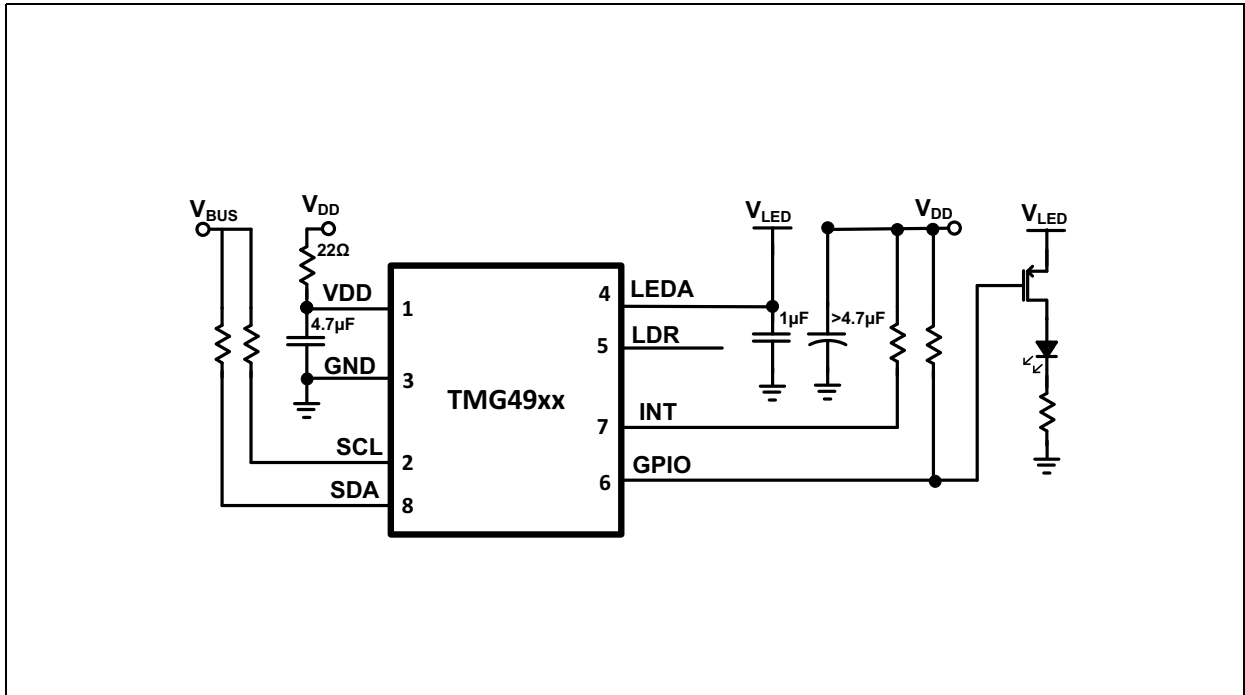 VBUS
VDD
22Ω
VDD
1
4.7µF
GND
3
SCL
2
SDA
8
TMG49xx
VLED
VDD
VLED
4
LEDA
1µF
>4.7µF
5
LDR
7
INT
6
GPIO